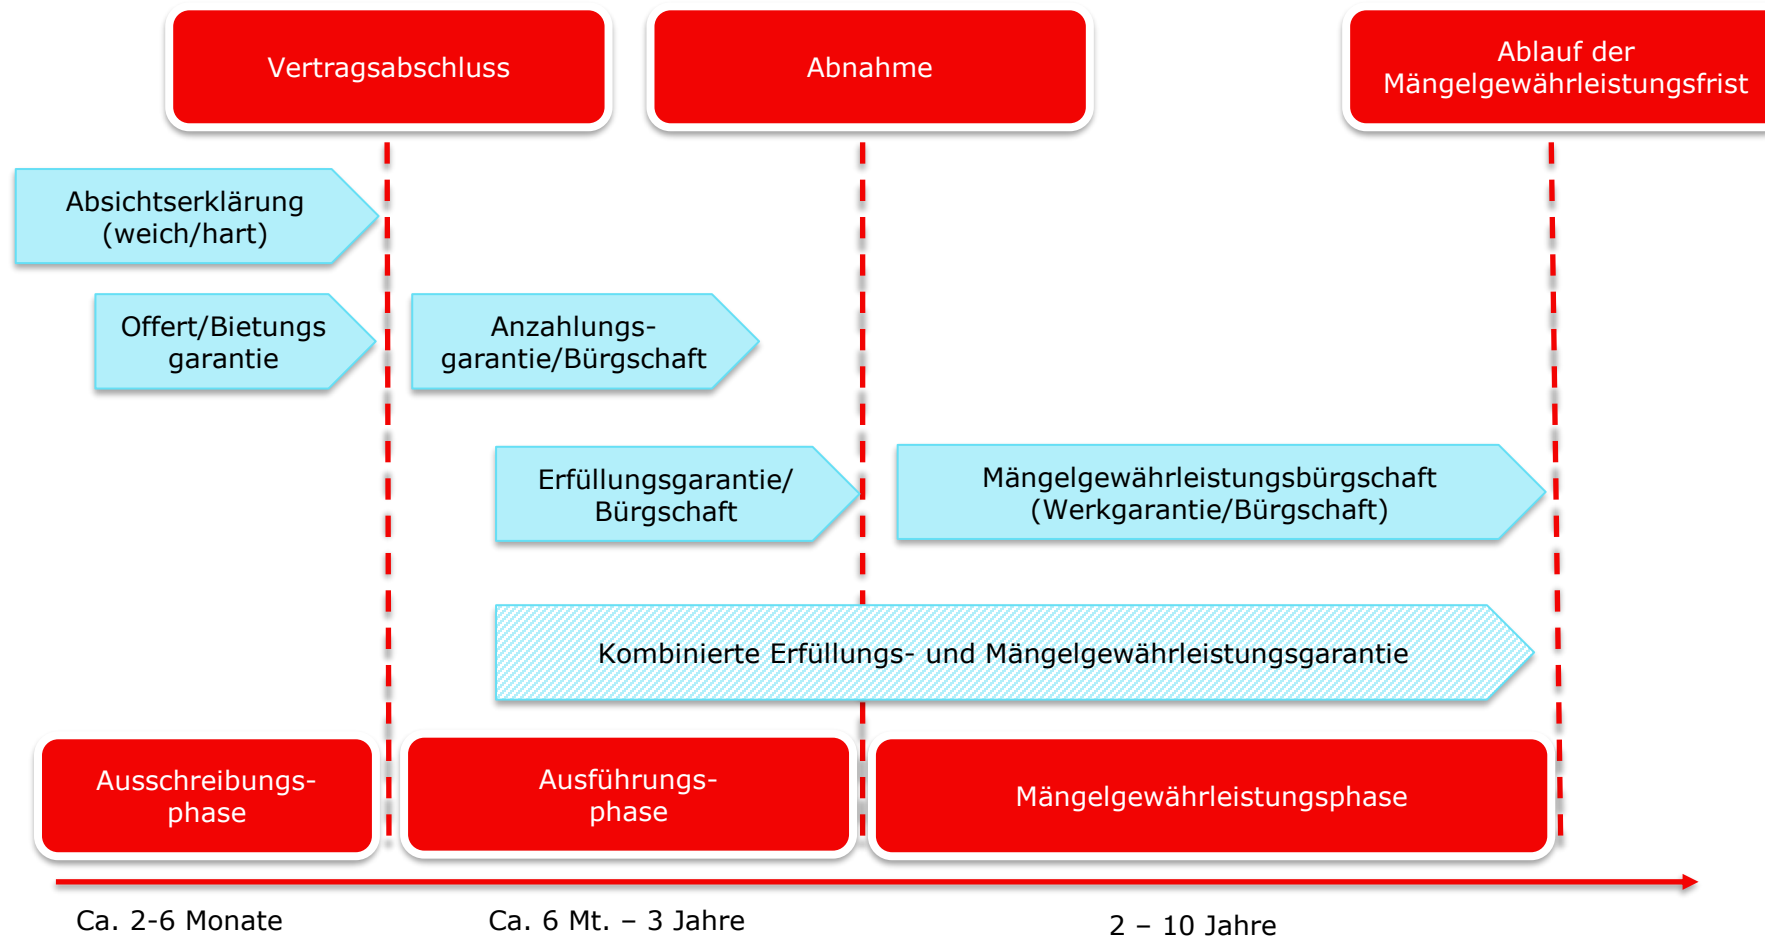 Vertragsabschluss
Abnahme
Ablauf der
Mängelgewährleistungsfrist
Absichtserklärung
(weich/hart)
Offert/Bietungs
garantie
Anzahlungs-
garantie/Bürgschaft
Erfüllungsgarantie/
Bürgschaft
Mängelgewährleistungsbürgschaft
(Werkgarantie/Bürgschaft)
Kombinierte Erfüllungs- und Mängelgewährleistungsgarantie
Ausschreibungs-
phase
Ausführungs-
phase
Mängelgewährleistungsphase
Ca. 2-6 Monate
Ca. 6 Mt. – 3 Jahre
2 – 10 Jahre